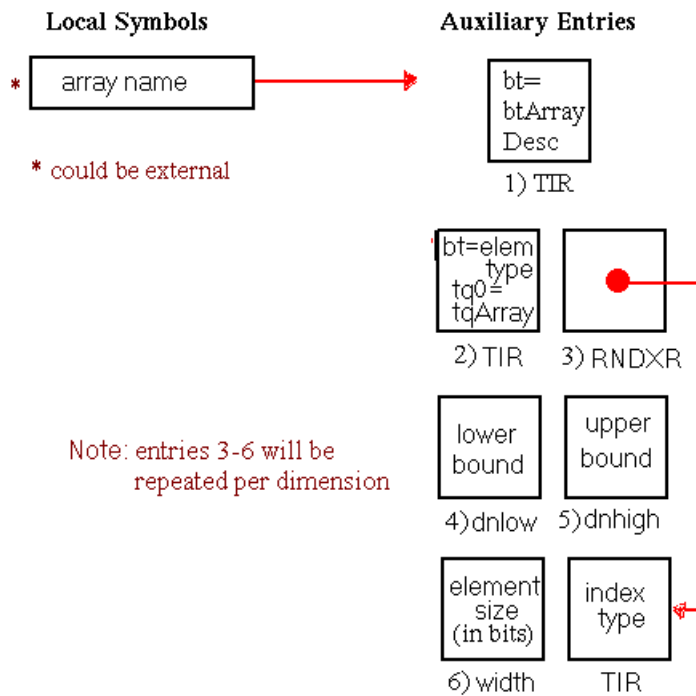 Local Symbols
Auxiliary Entries
* array name
bt=
btArray
Desc
* could be external
1) TIR
bt=elem
type
tq0=
tqArray
2) TIR
3) RNDXR
lower
bound
upper
bound
Note: entries 3-6 will be
repeated per dimension
4)dnlow
5)dnhigh
element
size
(in bits)
index
type
6) width
TIR